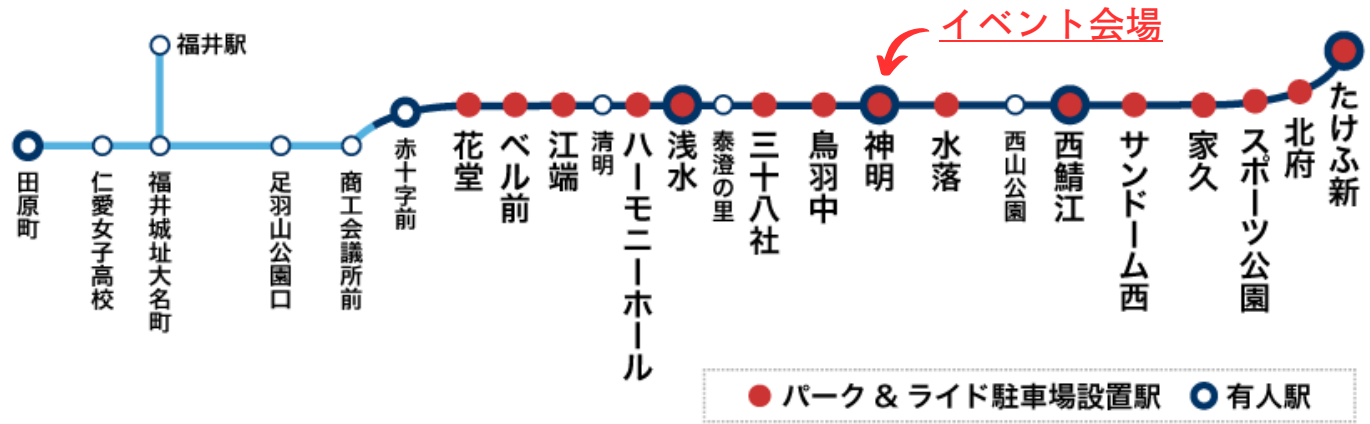 イベント会場
福井駅
田原町
仁愛女子高校
福井城址大名町
足羽山公園口
商工会議所前
赤十字前
花堂
ベル前
江端
清明
ハーモニーホール
浅水
泰澄の里
三十八社
鳥羽中
神明
水落
西山公園
西鯖江
サンドーム西
家久
スポーツ公園
北府
たけふ新
パーク＆ライド駐車場設置駅
有人駅